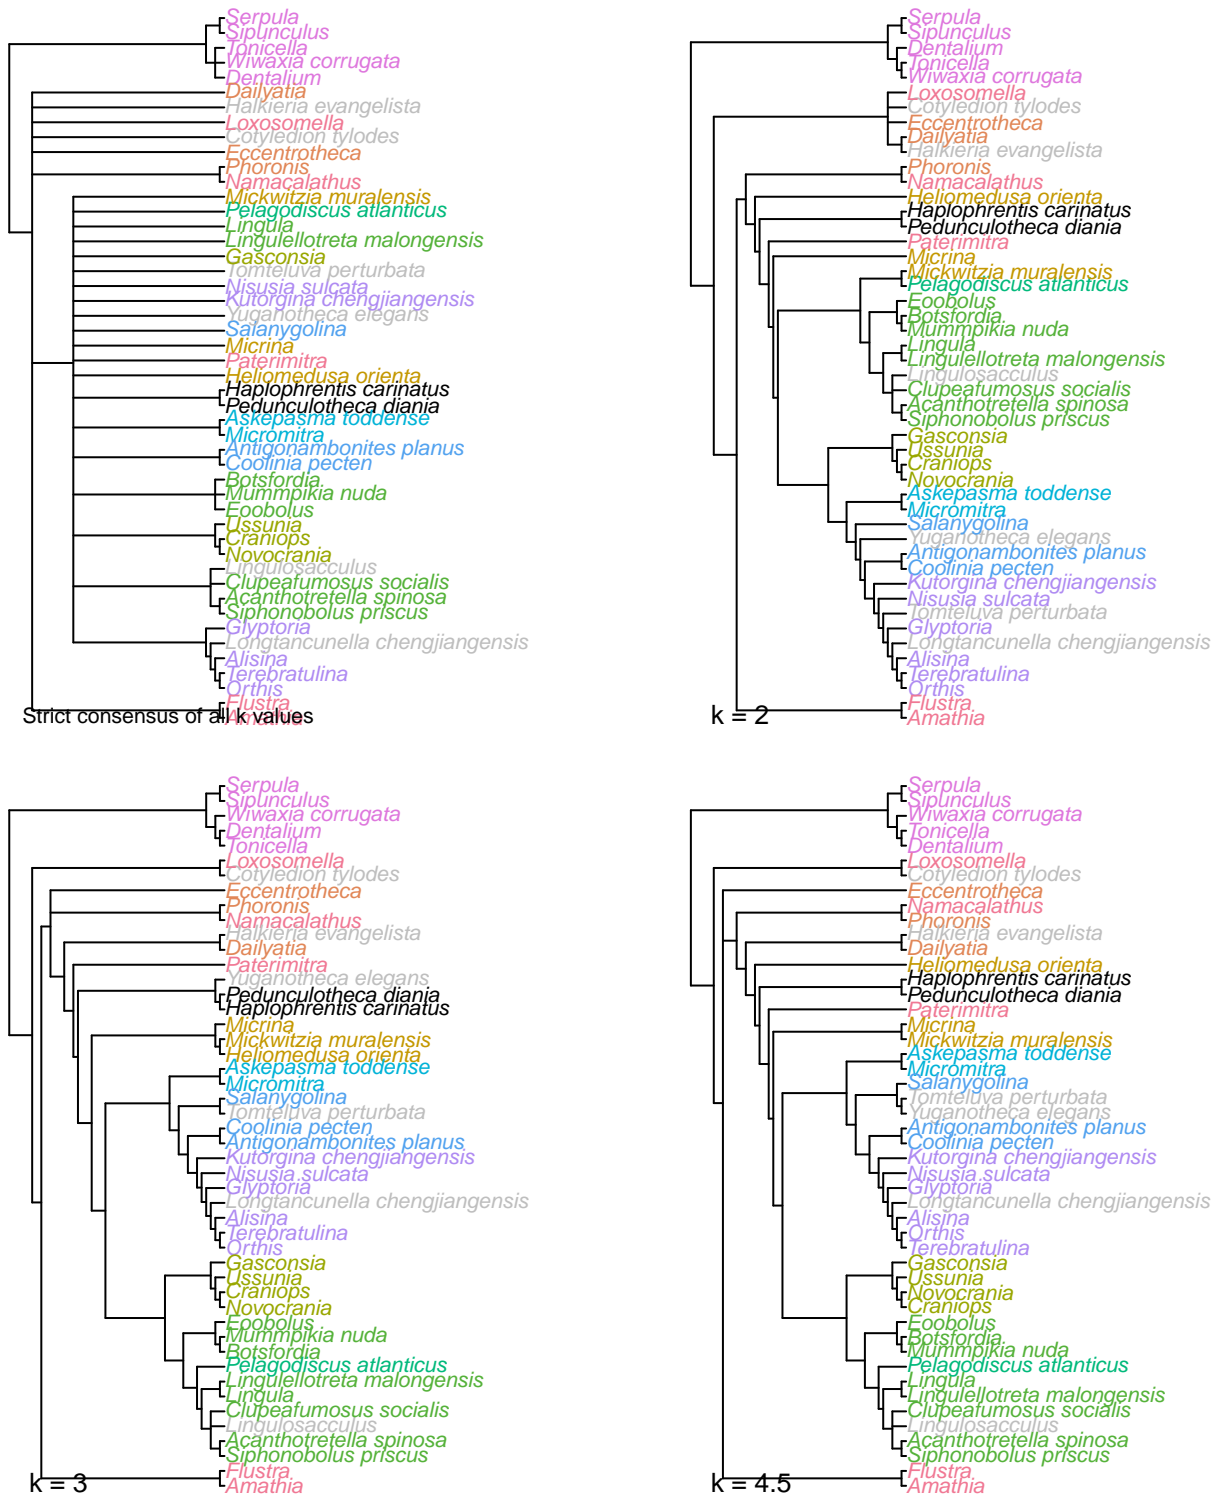 Serpula
Sipunculus
Tonicella
Wiwaxia corrugata
Dentalium
Dailyatia
Halkieria evangelista
Loxosomella
Cotyledion tylodes
Eccentrotheca
Phoronis
Namacalathus
Mickwitzia muralensis
Pelagodiscus atlanticus
Lingula
Lingulellotreta malongensis
Gasconsia
Tomteluva perturbata
Nisusia sulcata
Kutorgina chengjiangensis
Yuganotheca elegans
Salanygolina
Micrina
Paterimitra
Heliomedusa orienta
Haplophrentis carinatus
Pedunculotheca diania
Askepasma toddense
Micromitra
Antigonambonites planus
Coolinia pecten
Botsfordia
Mummpikia nuda
Eoobolus
Ussunia
Craniops
Novocrania
Lingulosacculus
Clupeafumosus socialis
Acanthotretella spinosa
Siphonobolus priscus
Glyptoria
Longtancunella chengjiangensis
Alisina
Terebratulina
Orthis
Flustra
Amathia
Strict consensus of all k values
Serpula
Sipunculus
Dentalium
Tonicella
Wiwaxia corrugata
Loxosomella
Cotyledion tylodes
Eccentrotheca
Dailyatia
Halkieria evangelista
Phoronis
Namacalathus
Heliomedusa orienta
Haplophrentis carinatus
Pedunculotheca diania
Paterimitra
Micrina
Mickwitzia muralensis
Pelagodiscus atlanticus
Eoobolus
Botsfordia
Mummpikia nuda
Lingula
Lingulellotreta malongensis
Lingulosacculus
Clupeafumosus socialis
Acanthotretella spinosa
Siphonobolus priscus
Gasconsia
Ussunia
Craniops
Novocrania
Askepasma toddense
Micromitra
Salanygolina
Yuganotheca elegans
Antigonambonites planus
Coolinia pecten
Kutorgina chengjiangensis
Nisusia sulcata
Tomteluva perturbata
Glyptoria
Longtancunella chengjiangensis
Alisina
Terebratulina
Orthis
Flustra
Amathia
k = 2
Serpula
Sipunculus
Wiwaxia corrugata
Dentalium
Tonicella
Loxosomella
Cotyledion tylodes
Eccentrotheca
Phoronis
Namacalathus
Halkieria evangelista
Dailyatia
Paterimitra
Yuganotheca elegans
Pedunculotheca diania
Haplophrentis carinatus
Micrina
Mickwitzia muralensis
Heliomedusa orienta
Askepasma toddense
Micromitra
Salanygolina
Tomteluva perturbata
Coolinia pecten
Antigonambonites planus
Kutorgina chengjiangensis
Nisusia sulcata
Glyptoria
Longtancunella chengjiangensis
Alisina
Terebratulina
Orthis
Gasconsia
Ussunia
Craniops
Novocrania
Eoobolus
Mummpikia nuda
Botsfordia
Pelagodiscus atlanticus
Lingulellotreta malongensis
Lingula
Clupeafumosus socialis
Lingulosacculus
Acanthotretella spinosa
Siphonobolus priscus
Flustra
Amathia
k = 3
Serpula
Sipunculus
Wiwaxia corrugata
Tonicella
Dentalium
Loxosomella
Cotyledion tylodes
Eccentrotheca
Namacalathus
Phoronis
Halkieria evangelista
Dailyatia
Heliomedusa orienta
Haplophrentis carinatus
Pedunculotheca diania
Paterimitra
Micrina
Mickwitzia muralensis
Askepasma toddense
Micromitra
Salanygolina
Tomteluva perturbata
Yuganotheca elegans
Antigonambonites planus
Coolinia pecten
Kutorgina chengjiangensis
Nisusia sulcata
Glyptoria
Longtancunella chengjiangensis
Alisina
Orthis
Terebratulina
Gasconsia
Ussunia
Novocrania
Craniops
Eoobolus
Botsfordia
Mummpikia nuda
Pelagodiscus atlanticus
Lingula
Lingulellotreta malongensis
Clupeafumosus socialis
Lingulosacculus
Acanthotretella spinosa
Siphonobolus priscus
Flustra
Amathia
k = 4.5